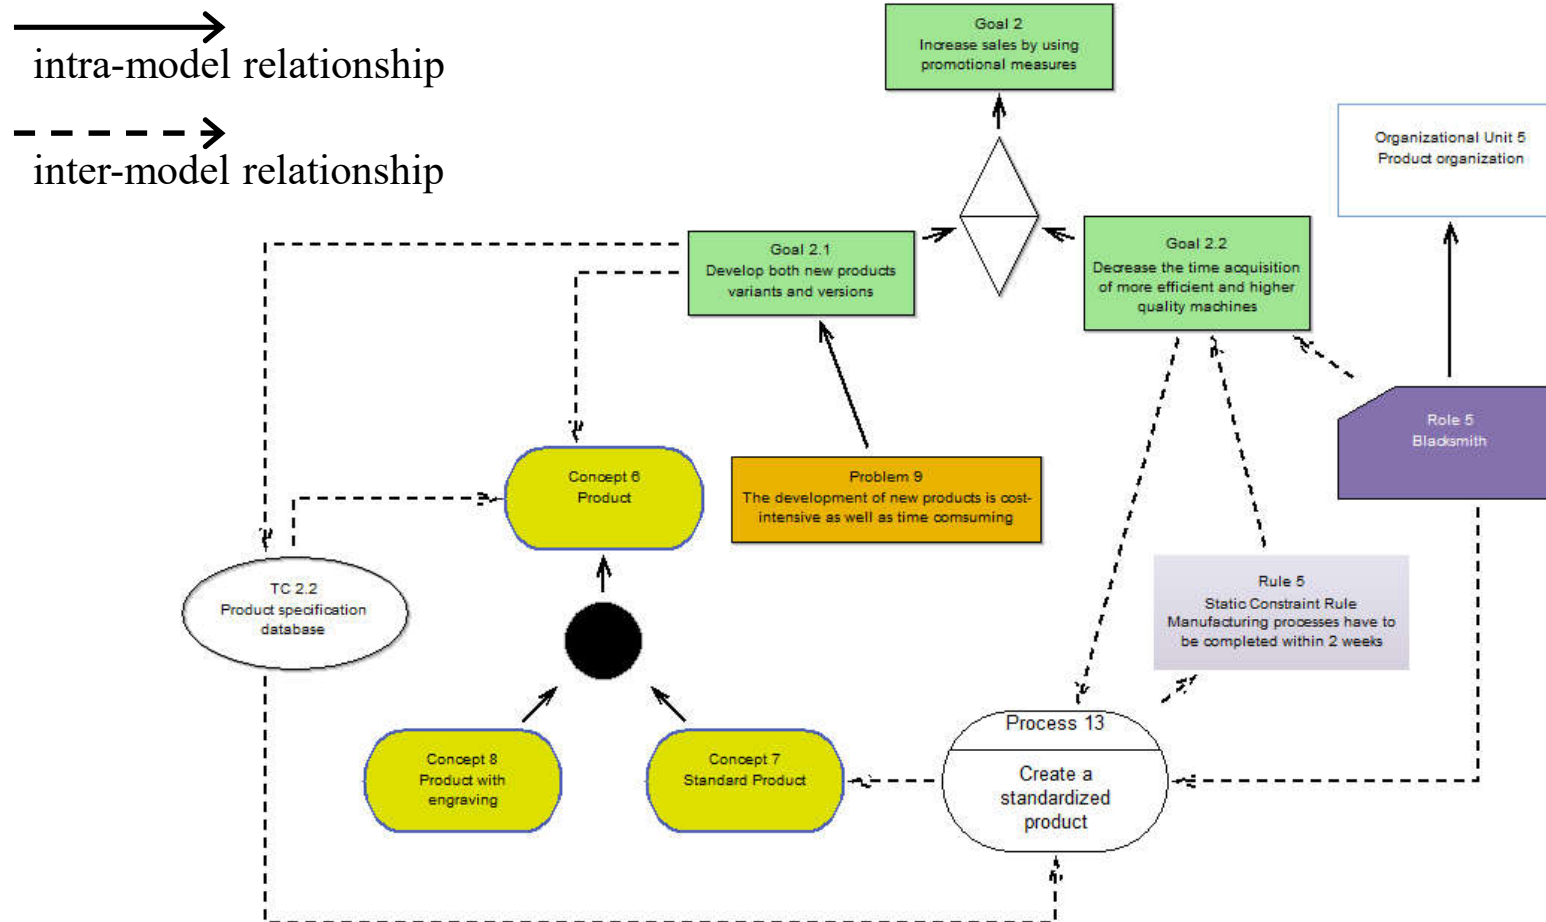 intra-model relationship
inter-model relationship
Goal 2
Increase sales by using
promotional measures
Organizational Unit 5
Product organization
Goal 2.1
Develop both new products
variants and versions
Goal 2.2
Decrease the time acquisition
of more efficient and higher
quality machines
Role 5
Blacksmith
Concept 6
Product
Problem 9
The development of new products is cost-
intensive as well as time comsuming
TC 2.2
Product specification
database
Rule 5
Static Constraint Rule
Manufacturing processes have to
be completed within 2 weeks
Concept 8
Product with
engraving
Concept 7
Standard Product
Process 13
Create a
standardized
product